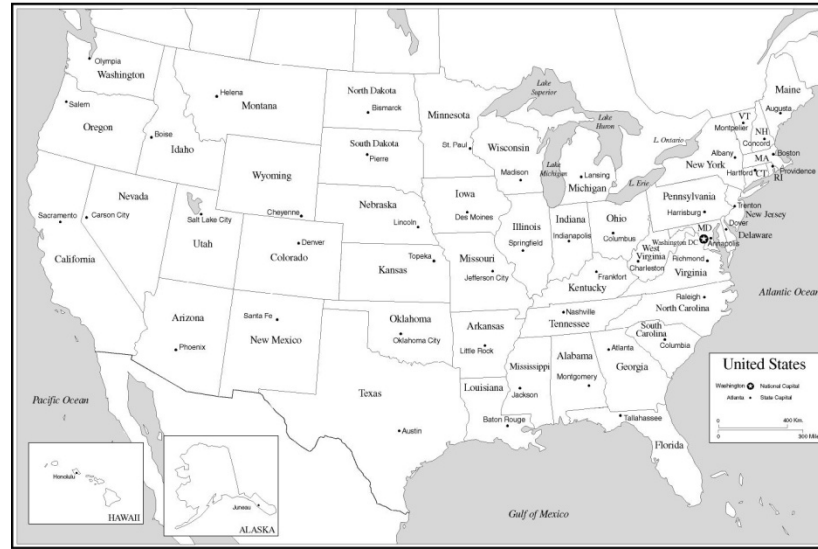 Olympia
Washington
Salem
Oregon
Helena
Montana
Boise
Idaho
North Dakota
Bismarck
South Dakota
Pierre
Wyoming
Cheyenne
Nevada
Sacramento
Carson City
California
Salt Lake City
Utah
Denver
Colorado
Nebraska
Lincoln
Topeka
Kansas
Arizona
Phoenix
Santa Fe
New Mexico
Oklahoma
Oklahoma City
Texas
Austin
Minnesota
St. Paul
Wisconsin
Madison
Iowa
Des Moines
Illinois
Springfield
Missouri
Jefferson City
Arkansas
Little Rock
Louisiana
Baton Rouge
Mississippi
Jackson
Lake
Superior
Lake
Huron
Lake
Michigan
Lansing
Michigan
L. Ontario
L. Erie
Indiana
Indianapolis
Ohio
Columbus
West
Virginia
Charleston
Frankfort
Kentucky
Nashville
Tennessee
Alabama
Montgomery
Atlanta
Georgia
Tallahassee
Florida
South
Carolina
Columbia
Raleigh
North Carolina
Richmond
Virginia
Washington DC
MD
Annapolis
Dover
Delaware
Pennsylvania
Harrisburg
Trenton
New Jersey
Albany
New York
VT
Montpelier
NH
Concord
Maine
Augusta
MA
Boston
Hartford
CT
RI
Providence
Atlantic Ocean
Pacific Ocean
Gulf of Mexico
Honolulu
HAWAII
Juneau
ALASKA
United States
Washington National Capital
Atlanta State Capital
0 400 Km.
0 300 Miles